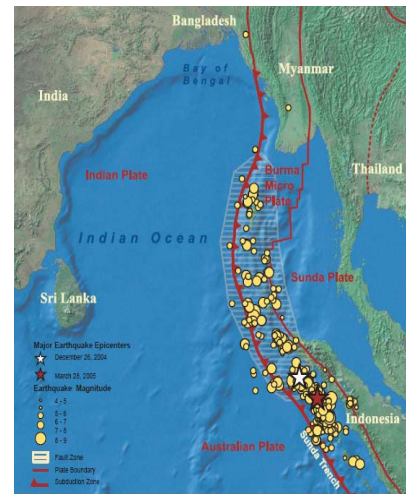 Bangladesh
Myanmar
India
Bay of
Bengal
Thailand
Indian Plate
Burma
Micro
Plate
Indian Ocean
Sunda Plate
Sri Lanka
Major Earthquake Epicenters
December 26, 2004
March 28, 2005
Earthquake Magnitude
4 - 5
5 - 6
6 - 7
7 - 8
8 - 9
Fault Zone
Plate Boundary
Subduction Zone
Indonesia
Australian Plate
Sunda Trench